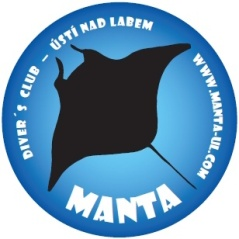 DIVER´S CLUB – ÚSTÍ NAD LABEM
WWW.MANTA-UL.COM
MANTA